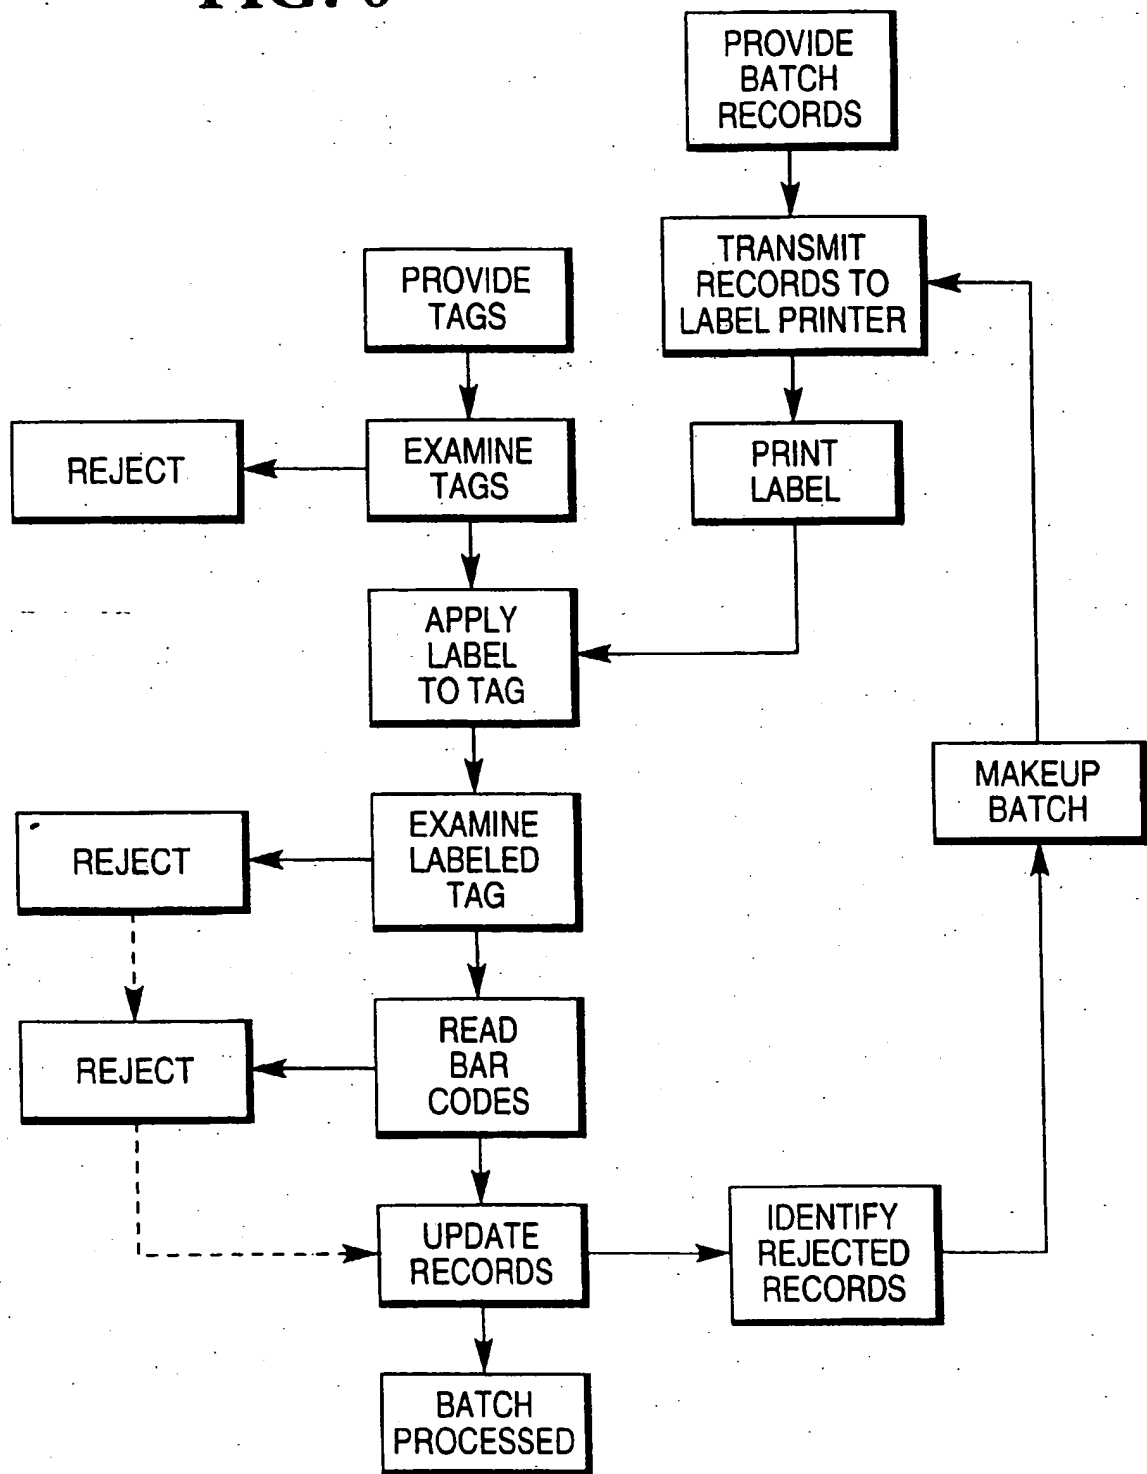 PROVIDE
BATCH
RECORDS
TRANSMIT
RECORDS TO
LABEL PRINTER
PROVIDE
TAGS
REJECT
EXAMINE
TAGS
PRINT
LABEL
APPLY
LABEL
TO TAG
MAKEUP
BATCH
REJECT
EXAMINE
LABELED
TAG
REJECT
READ
BAR
CODES
UPDATE
RECORDS
IDENTIFY
REJECTED
RECORDS
BATCH
PROCESSED